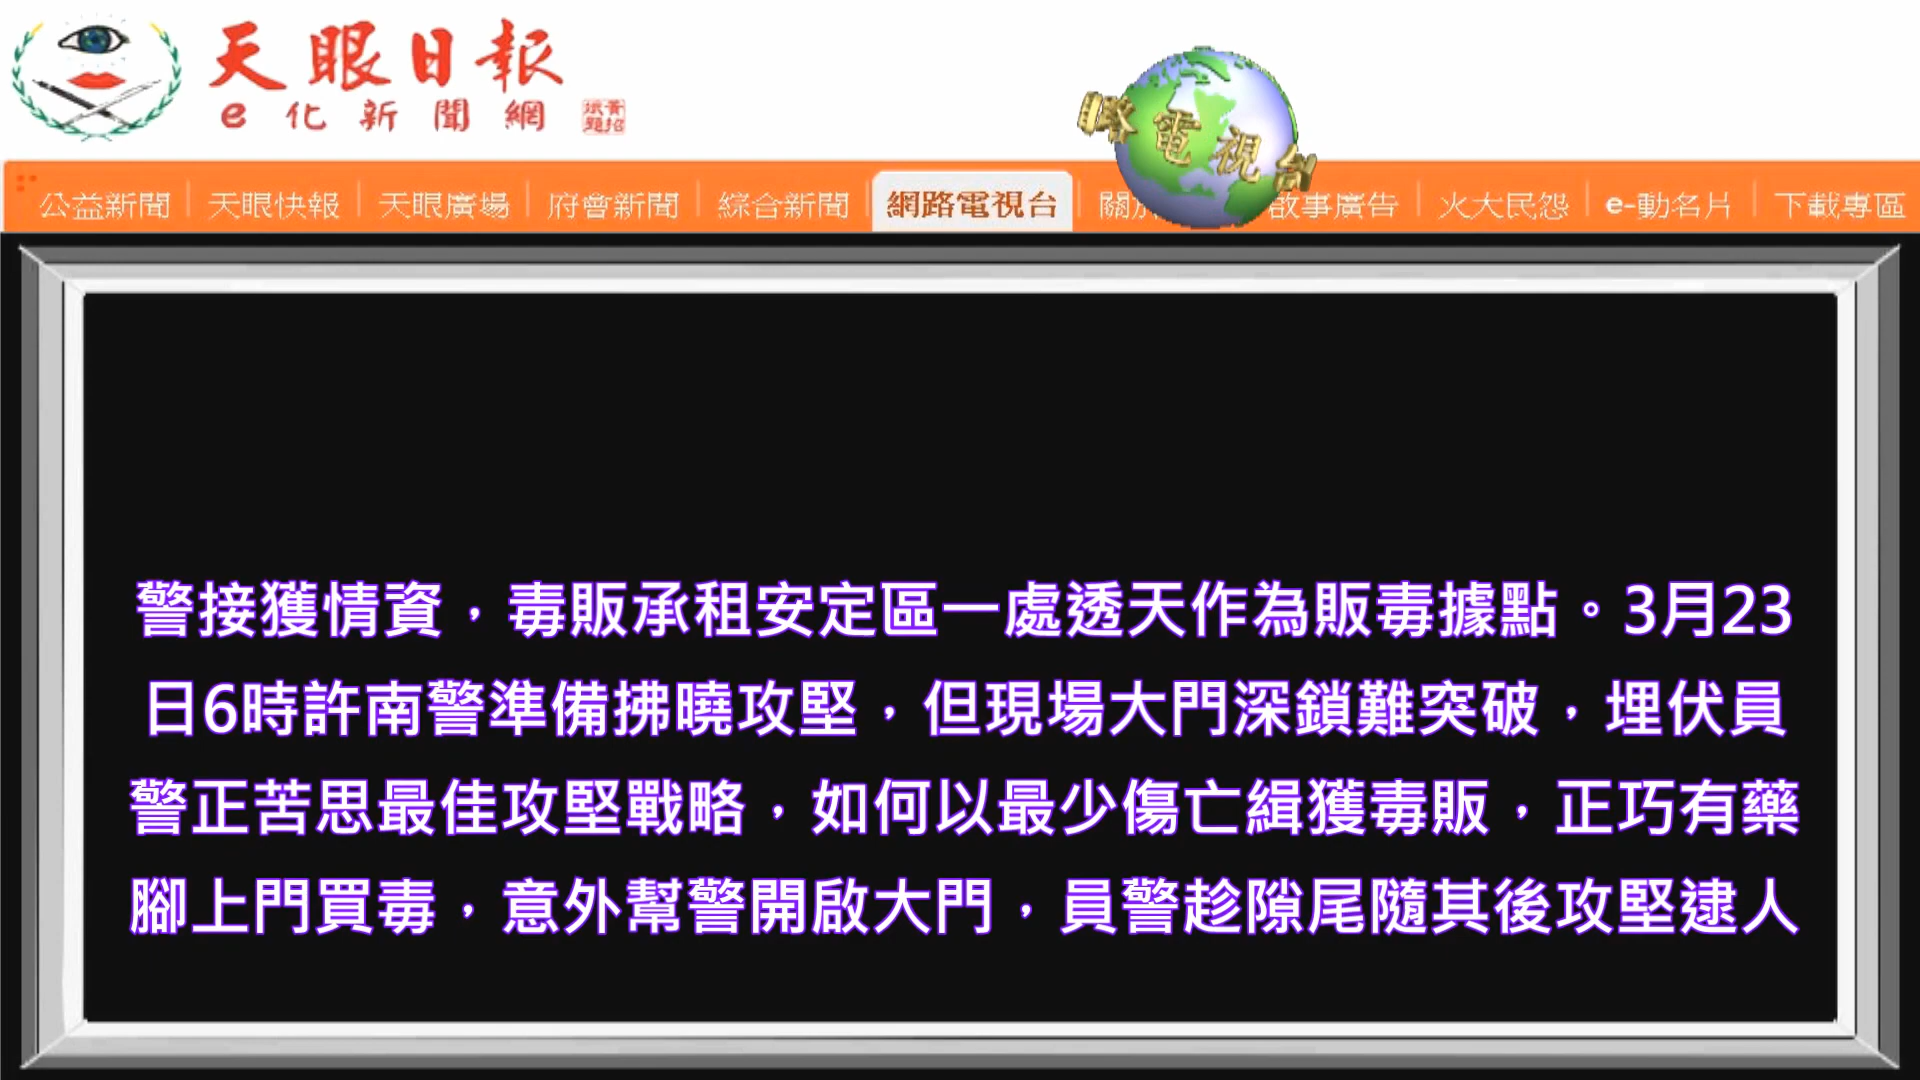 天眼日報
e化新聞網
電視台
公益新聞
天眼快報
天眼廣場
府會新聞
綜合新聞
網路電視台
關於
啟事廣告
火大民怨
e-動名片
下載專區
警接獲情資，毒販承租安定區一處透天作為販毒據點。3月23
日6時許南警準備拂曉攻堅，但現場大門深鎖難突破，埋伏員
警正苦思最佳攻堅戰略，如何以最少傷亡緝獲毒販，正巧有藥
腳上門買毒，意外幫警開啟大門，員警趁隙尾隨其後攻堅逮人